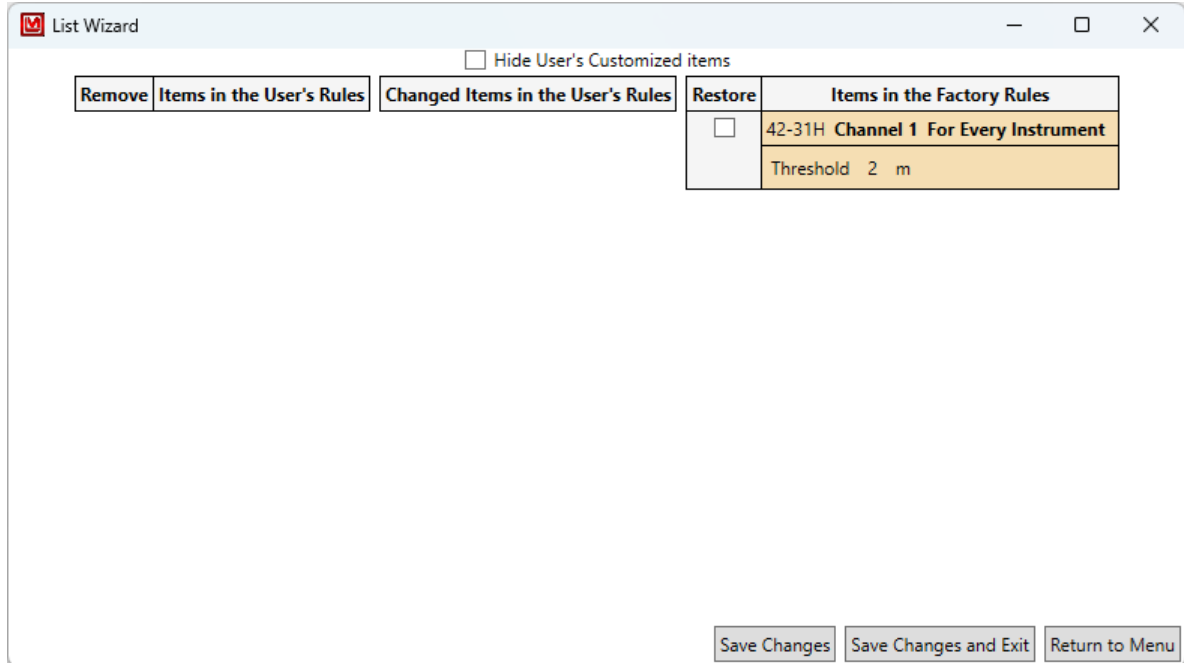 List Wizard
Hide User's Customized items
Remove Items in the User's Rules Changed Items in the User's Rules Restore Items in the Factory Rules
42-31H Channel 1 For Every Instrument
Threshold 2 m
Save Changes Save Changes and Exit Return to Menu